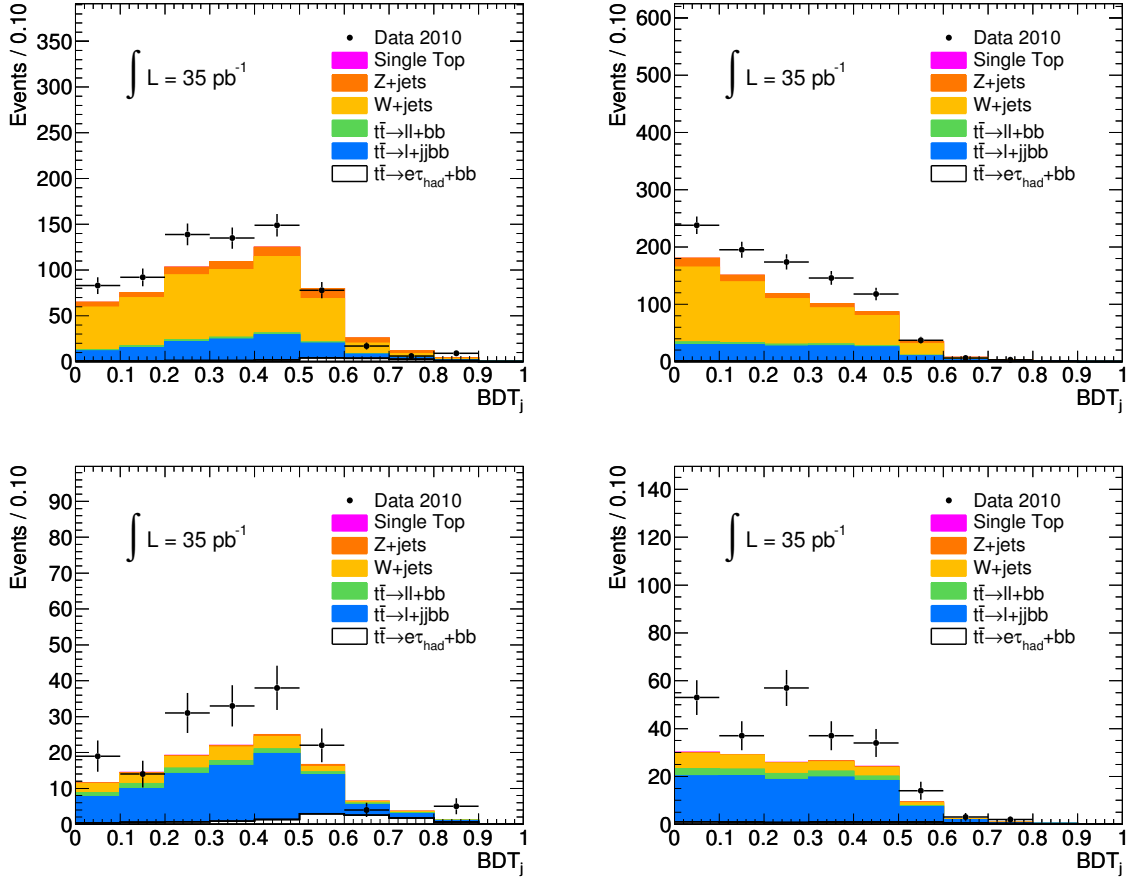 Events / 0.10
350
300
250
200
150
100
50
0
∫ L = 35 pb⁻¹
Data 2010
Single Top
Z+jets
W+jets
tt̄→ll+bb
tt̄→l+jjbb
tt̄→eτ_had+bb
0 0.1 0.2 0.3 0.4 0.5 0.6 0.7 0.8 0.9 1
BDT_j
Events / 0.10
600
500
400
300
200
100
0
∫ L = 35 pb⁻¹
Data 2010
Single Top
Z+jets
W+jets
tt̄→ll+bb
tt̄→l+jjbb
tt̄→eτ_had+bb
0 0.1 0.2 0.3 0.4 0.5 0.6 0.7 0.8 0.9 1
BDT_j
Events / 0.10
90
80
70
60
50
40
30
20
10
0
∫ L = 35 pb⁻¹
Data 2010
Single Top
Z+jets
W+jets
tt̄→ll+bb
tt̄→l+jjbb
tt̄→eτ_had+bb
0 0.1 0.2 0.3 0.4 0.5 0.6 0.7 0.8 0.9 1
BDT_j
Events / 0.10
140
120
100
80
60
40
20
0
∫ L = 35 pb⁻¹
Data 2010
Single Top
Z+jets
W+jets
tt̄→ll+bb
tt̄→l+jjbb
tt̄→eτ_had+bb
0 0.1 0.2 0.3 0.4 0.5 0.6 0.7 0.8 0.9 1
BDT_j